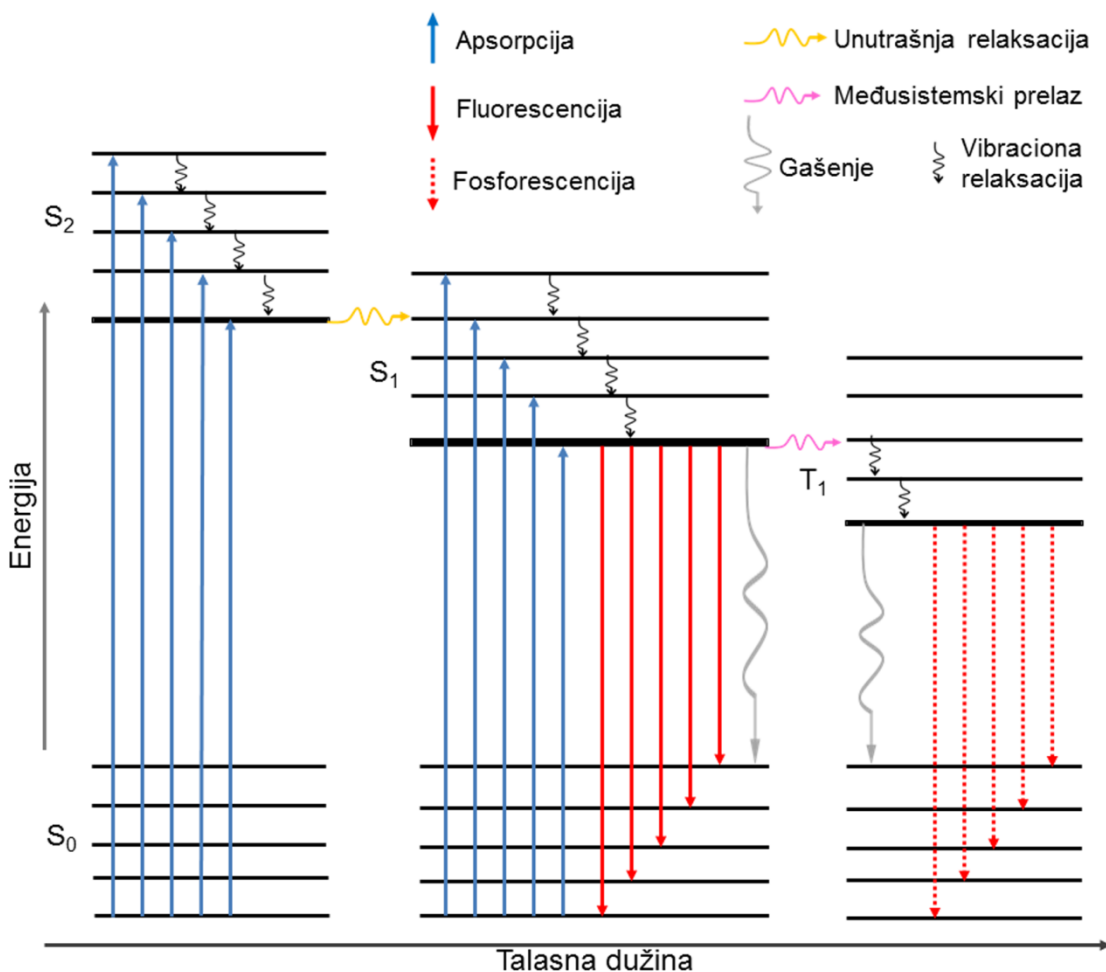 Apsorpcija
Fluorescencija
Fosforescencija
Unutrašnja relaksacija
Međusistemski prelaz
Gašenje
Vibraciona
relaksacija
S₂
S₁
T₁
S₀
Energija
Talasna dužina